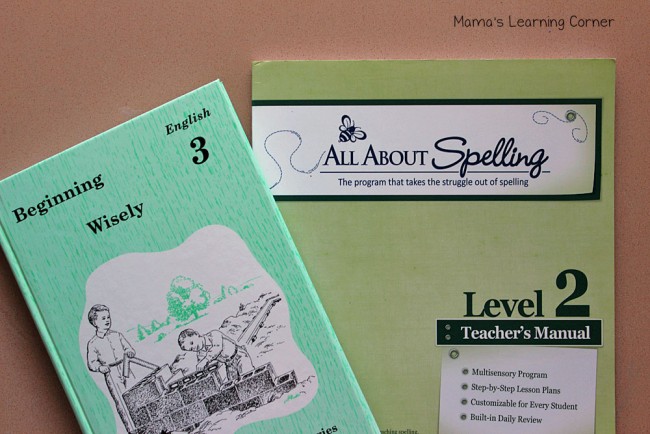 Mama's Learning Corner
English
3
Beginning
Wisely
ALL ABOUT Spelling
The program that takes the struggle out of spelling
Level 2
Teacher's Manual
Multisensory Program
Step-by-Step Lesson Plans
Customizable for Every Student
Built-in Daily Review